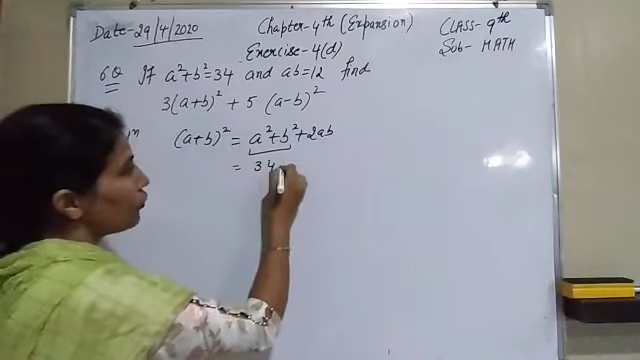 Date-29/4/2020
Chapter-4th (Expansion)
CLASS-9th
Exercise-4(d)
Sub-MATH
6Q If a²+b²=34 and ab=12 find
3(a+b)² + 5 (a-b)²
(a+b)² = a²+b²+2ab
= 34